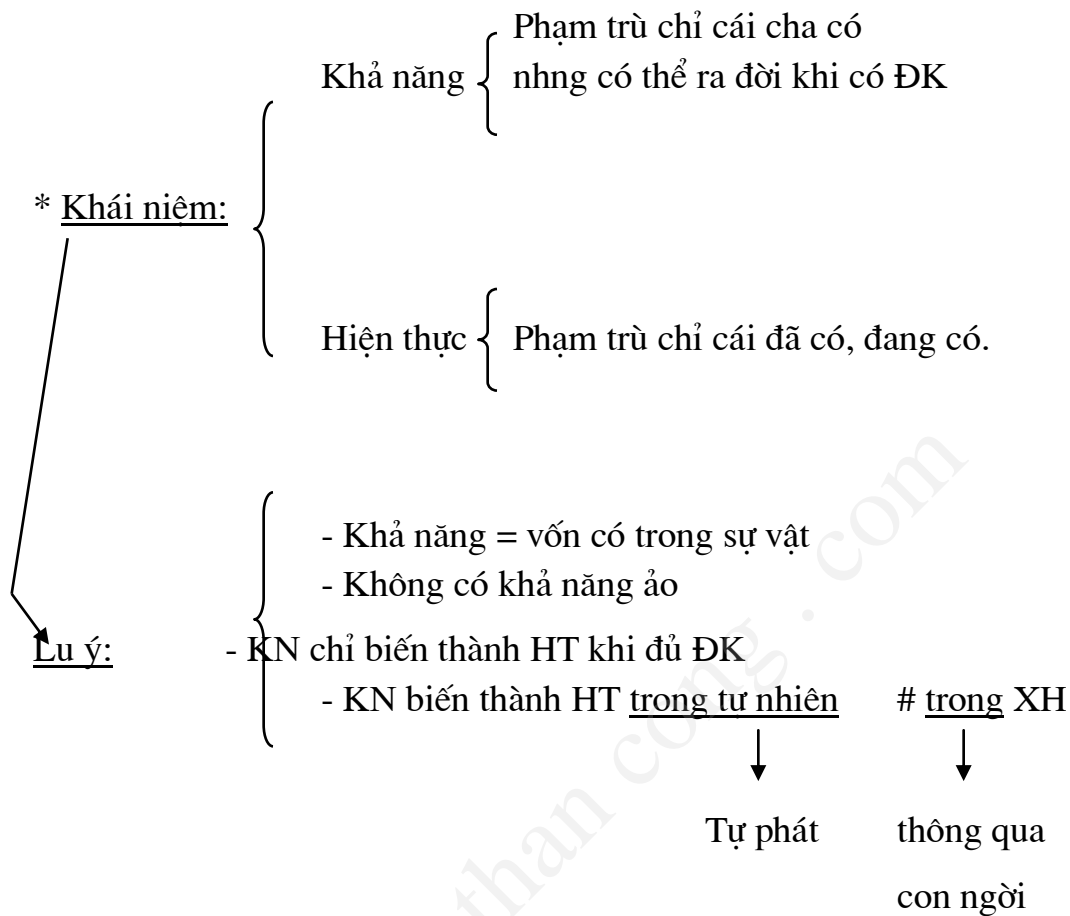 Phạm trù chỉ cái cha có
Khả năng nhng có thể ra đời khi có ĐK
* Khái niệm:
Hiện thực Phạm trù chỉ cái đã có, đang có.
- Khả năng = vốn có trong sự vật
- Không có khả năng ảo
Lu ý: - KN chỉ biến thành HT khi đủ ĐK
- KN biến thành HT trong tự nhiên # trong XH
Tự phát thông qua
con ngời
than cong . com